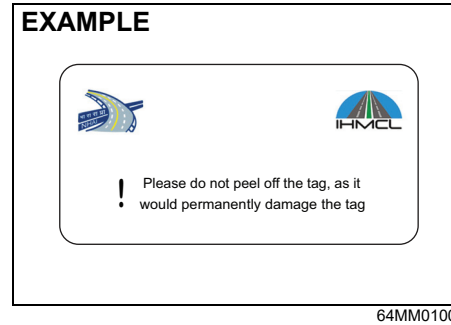 EXAMPLE
IHMCL
! Please do not peel off the tag, as it
would permanently damage the tag
64MM0100